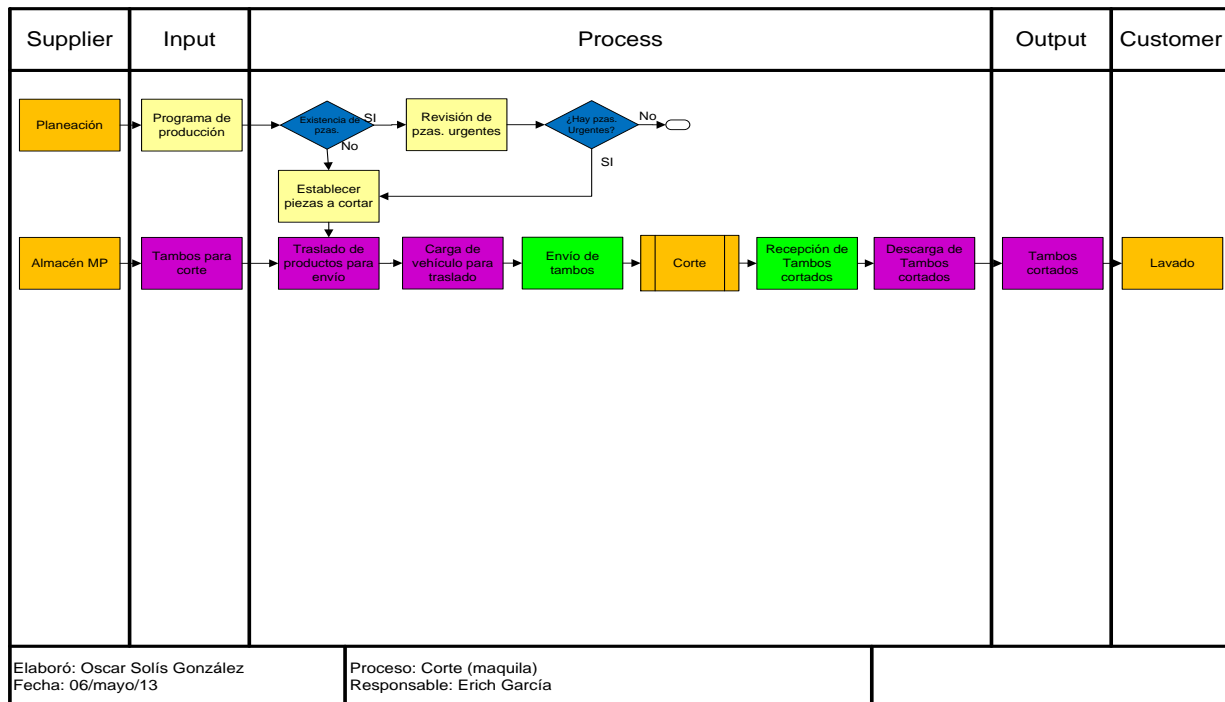 Supplier
Input
Process
Output
Customer
Planeación
Programa de
producción
Existencia de
pzas.
SI
No
Revisión de
pzas. urgentes
¿Hay pzas.
Urgentes?
No
SI
Establecer
piezas a cortar
Almacén MP
Tambos para
corte
Traslado de
productos para
envío
Carga de
vehículo para
traslado
Envío de
tambos
Corte
Recepción de
Tambos
cortados
Descarga de
Tambos
cortados
Tambos
cortados
Lavado
Elaboró: Oscar Solís González
Fecha: 06/mayo/13
Proceso: Corte (maquila)
Responsable: Erich García